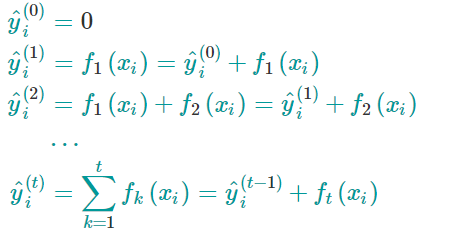 ŷ_i^(0) = 0
ŷ_i^(1) = f_1(x_i) = ŷ_i^(0) + f_1(x_i)
ŷ_i^(2) = f_1(x_i) + f_2(x_i) = ŷ_i^(1) + f_2(x_i)
...
ŷ_i^(t) = ∑_{k=1}^{t} f_k(x_i) = ŷ_i^(t−1) + f_t(x_i)